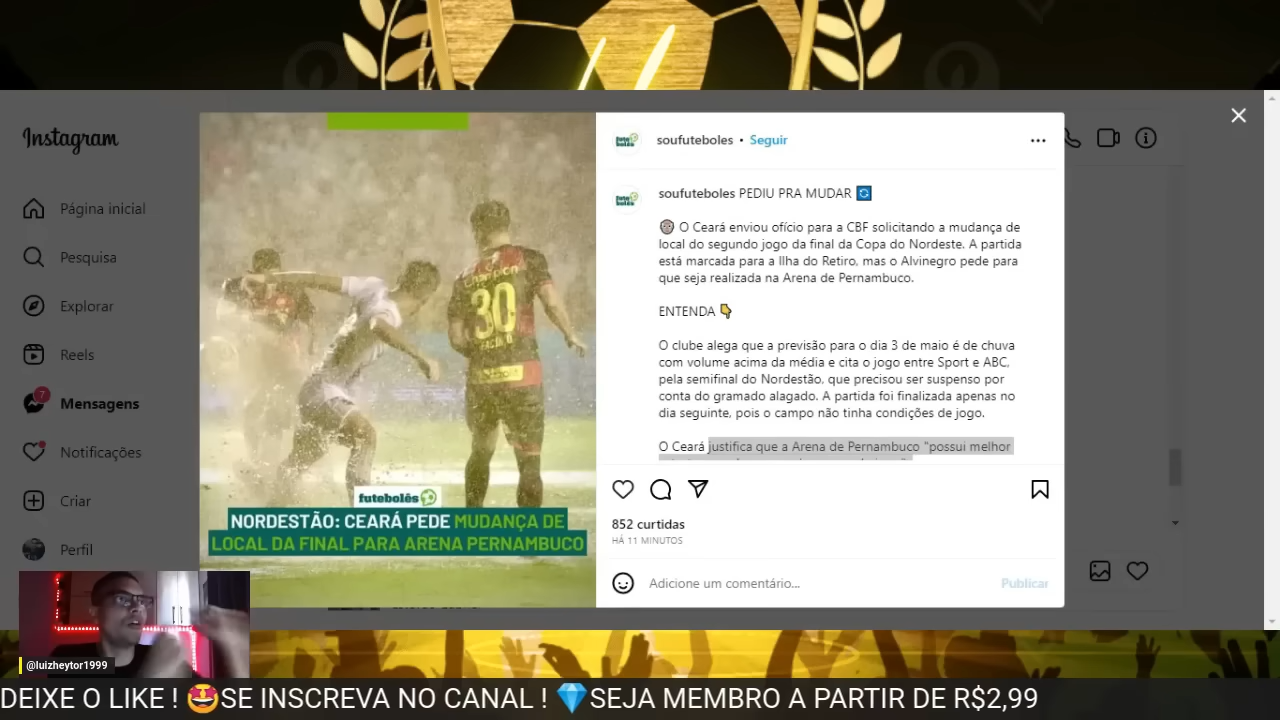 Instagram
Página inicial
Pesquisa
Explorar
Reels
7
Mensagens
Notificações
Criar
Perfil
30
futebolês
NORDESTÃO: CEARÁ PEDE MUDANÇA DE
LOCAL DA FINAL PARA ARENA PERNAMBUCO
soufuteboles • Seguir
soufuteboles PEDIU PRA MUDAR
O Ceará enviou ofício para a CBF solicitando a mudança de
local do segundo jogo da final da Copa do Nordeste. A partida
está marcada para a Ilha do Retiro, mas o Alvinegro pede para
que seja realizada na Arena de Pernambuco.
ENTENDA
O clube alega que a previsão para o dia 3 de maio é de chuva
com volume acima da média e cita o jogo entre Sport e ABC,
pela semifinal do Nordestão, que precisou ser suspenso por
conta do gramado alagado. A partida foi finalizada apenas no
dia seguinte, pois o campo não tinha condições de jogo.
O Ceará justifica que a Arena de Pernambuco "possui melhor
852 curtidas
HÁ 11 MINUTOS
Adicione um comentário...
Publicar
@luizheytor1999
DEIXE O LIKE ! SE INSCREVA NO CANAL ! SEJA MEMBRO A PARTIR DE R$2,99